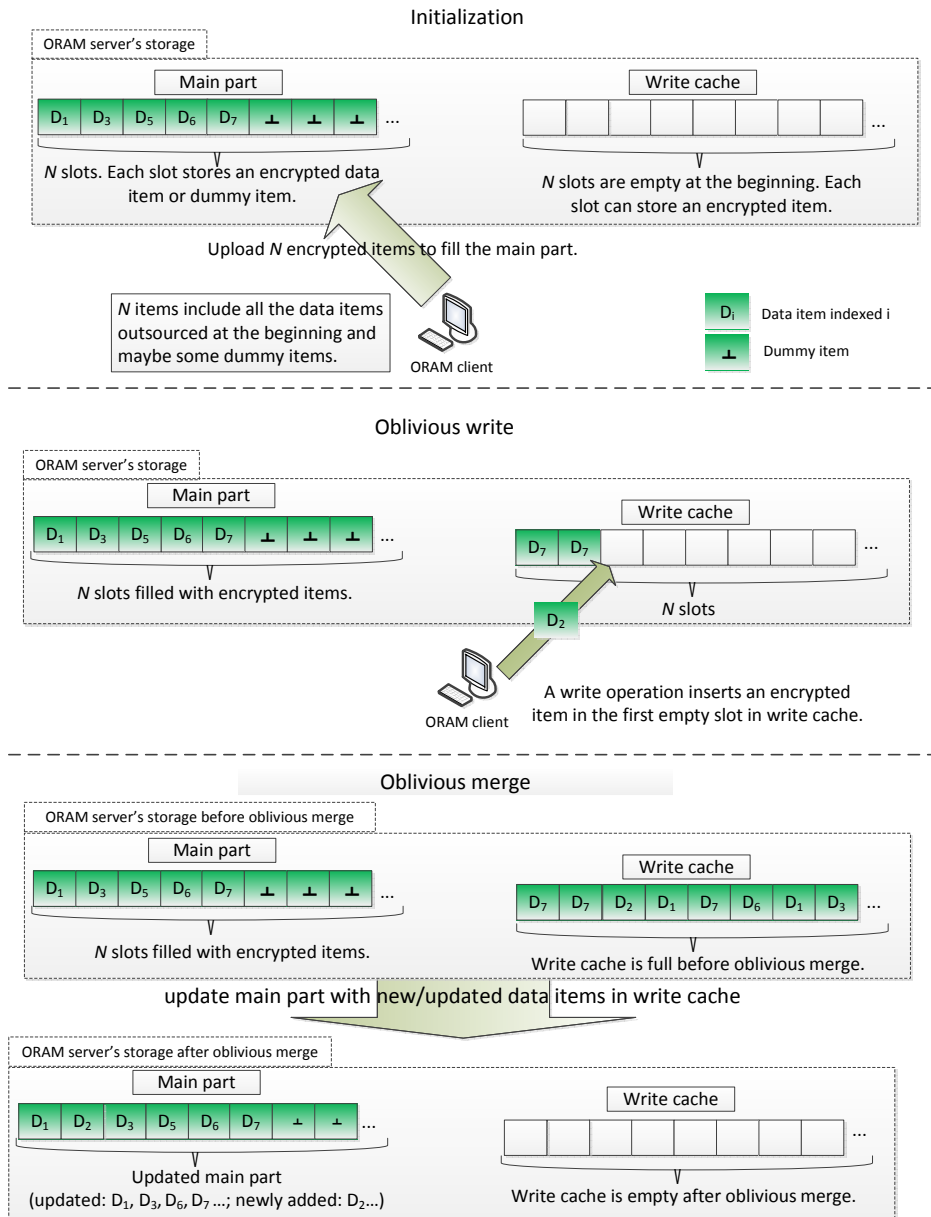 Initialization
ORAM server's storage
Main part
Write cache
D₁ D₃ D₅ D₆ D₇ ⊥ ⊥ ⊥ ...
...
N slots. Each slot stores an encrypted data
item or dummy item.
N slots are empty at the beginning. Each
slot can store an encrypted item.
Upload N encrypted items to fill the main part.
N items include all the data items
outsourced at the beginning and
maybe some dummy items.
ORAM client
Dᵢ Data item indexed i
⊥ Dummy item
Oblivious write
ORAM server's storage
Main part
Write cache
D₁ D₃ D₅ D₆ D₇ ⊥ ⊥ ⊥ ...
D₇ D₇ ...
N slots filled with encrypted items.
N slots
D₂
ORAM client
A write operation inserts an encrypted
item in the first empty slot in write cache.
Oblivious merge
ORAM server's storage before oblivious merge
Main part
Write cache
D₁ D₃ D₅ D₆ D₇ ⊥ ⊥ ⊥ ...
D₇ D₇ D₂ D₁ D₇ D₆ D₁ D₃ ...
N slots filled with encrypted items.
Write cache is full before oblivious merge.
update main part with new/updated data items in write cache
ORAM server's storage after oblivious merge
Main part
Write cache
D₁ D₂ D₃ D₅ D₆ D₇ ⊥ ⊥ ...
...
Updated main part
(updated: D₁, D₃, D₆, D₇ ...; newly added: D₂...)
Write cache is empty after oblivious merge.